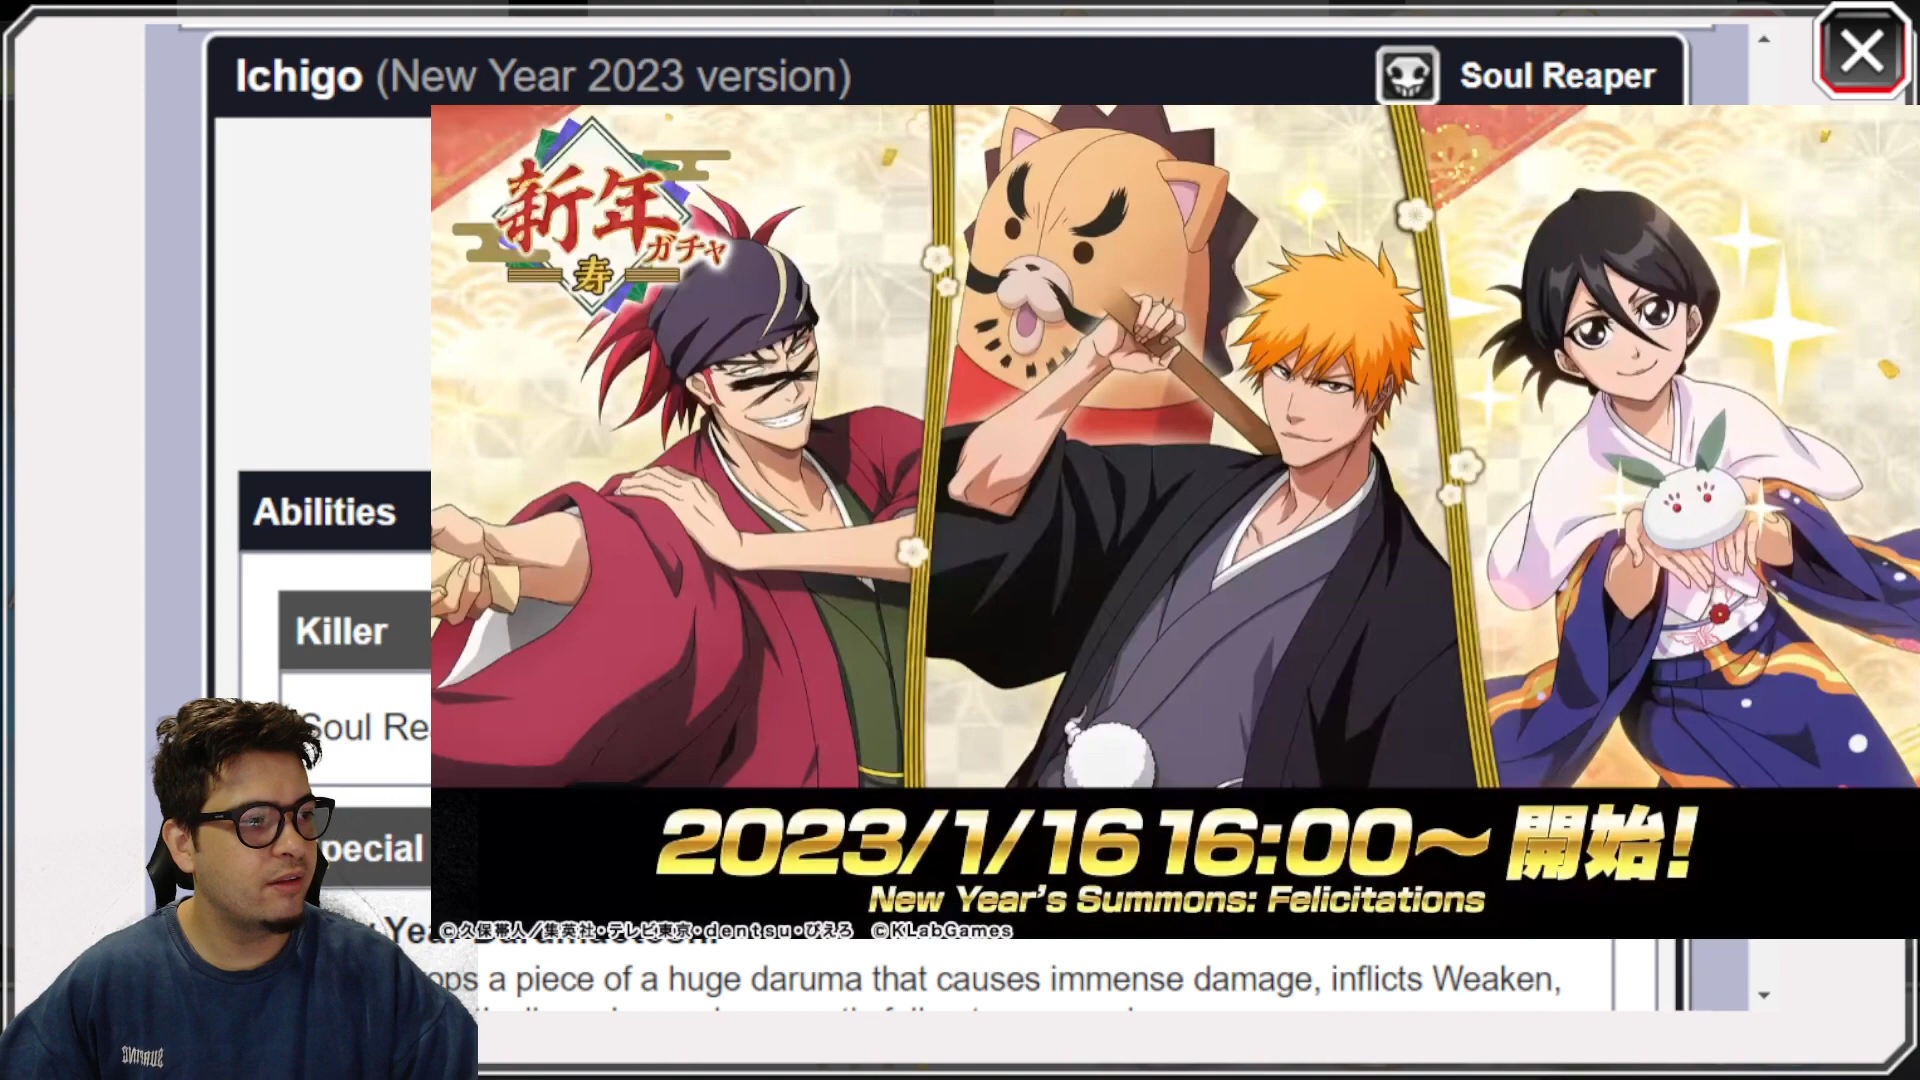 Ichigo (New Year 2023 version)
Soul Reaper
新年
ガチャ
寿
Abilities
Killer
Soul Re
pecial
2023/1/16 16:00～ 開始!
New Year's Summons: Felicitations
©久保帯人／集英社・テレビ東京・dentsu・ぴえろ ©KLabGames
ops a piece of a huge daruma that causes immense damage, inflicts Weaken,